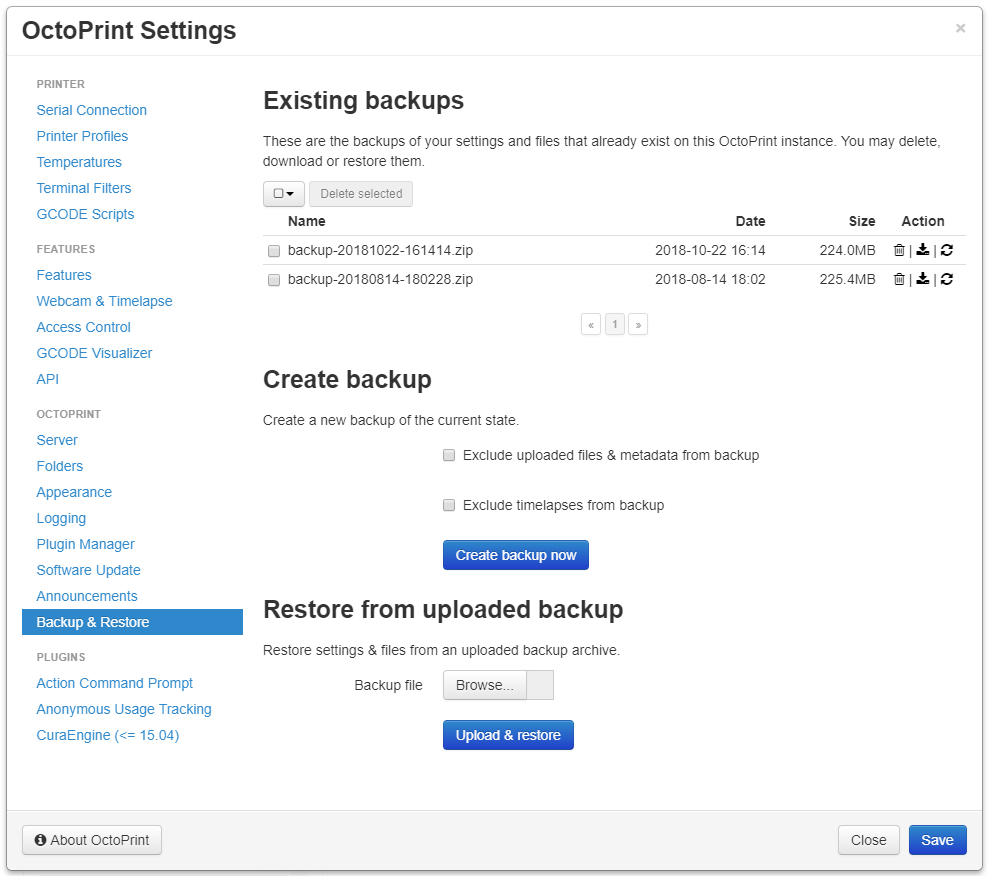 OctoPrint Settings
×
PRINTER
Serial Connection
Printer Profiles
Temperatures
Terminal Filters
GCODE Scripts
FEATURES
Features
Webcam & Timelapse
Access Control
GCODE Visualizer
API
OCTOPRINT
Server
Folders
Appearance
Logging
Plugin Manager
Software Update
Announcements
Backup & Restore
PLUGINS
Action Command Prompt
Anonymous Usage Tracking
CuraEngine (<= 15.04)
Existing backups
These are the backups of your settings and files that already exist on this OctoPrint instance. You may delete,
download or restore them.
Delete selected
Name Date Size Action
backup-20181022-161414.zip 2018-10-22 16:14 224.0MB | |
backup-20180814-180228.zip 2018-08-14 18:02 225.4MB | |
« 1 »
Create backup
Create a new backup of the current state.
Exclude uploaded files & metadata from backup
Exclude timelapses from backup
Create backup now
Restore from uploaded backup
Restore settings & files from an uploaded backup archive.
Backup file Browse...
Upload & restore
About OctoPrint Close Save